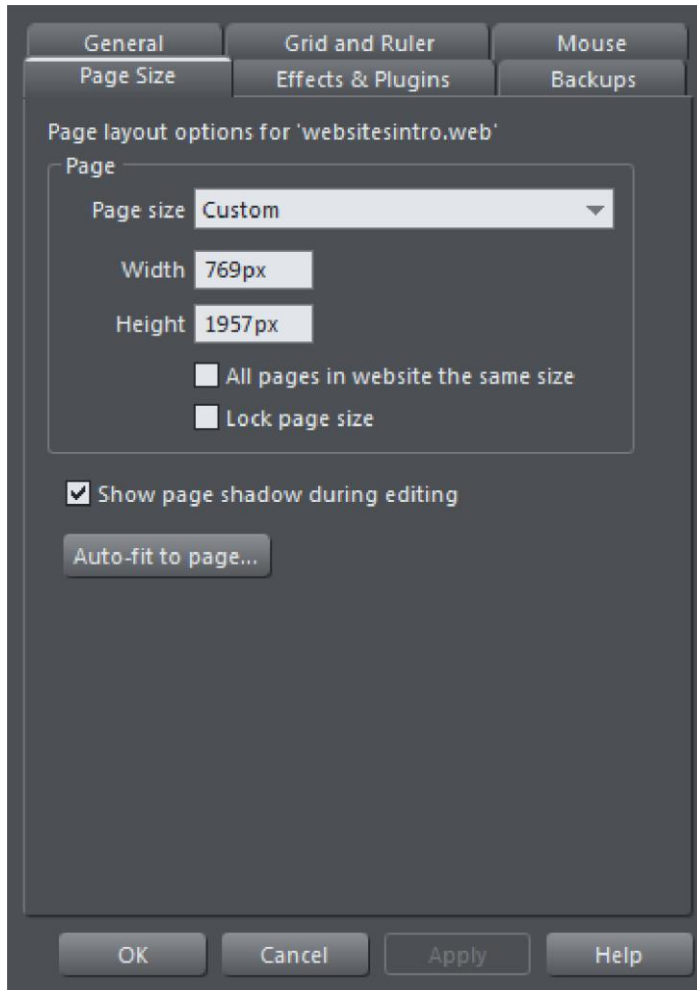 General Grid and Ruler Mouse
Page Size Effects & Plugins Backups
Page layout options for 'websitesintro.web'
Page
Page size Custom
Width 769px
Height 1957px
All pages in website the same size
Lock page size
Show page shadow during editing
Auto-fit to page...
OK Cancel Apply Help